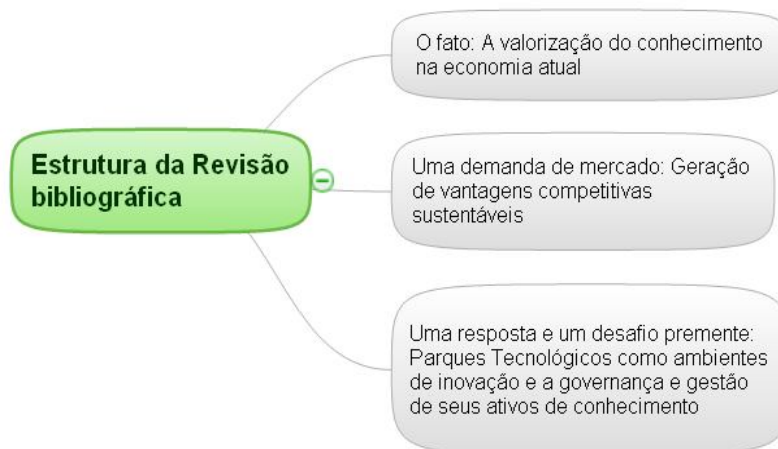 Estrutura da Revisão
bibliográfica
O fato: A valorização do conhecimento
na economia atual
Uma demanda de mercado: Geração
de vantagens competitivas
sustentáveis
Uma resposta e um desafio premente:
Parques Tecnológicos como ambientes
de inovação e a governança e gestão
de seus ativos de conhecimento